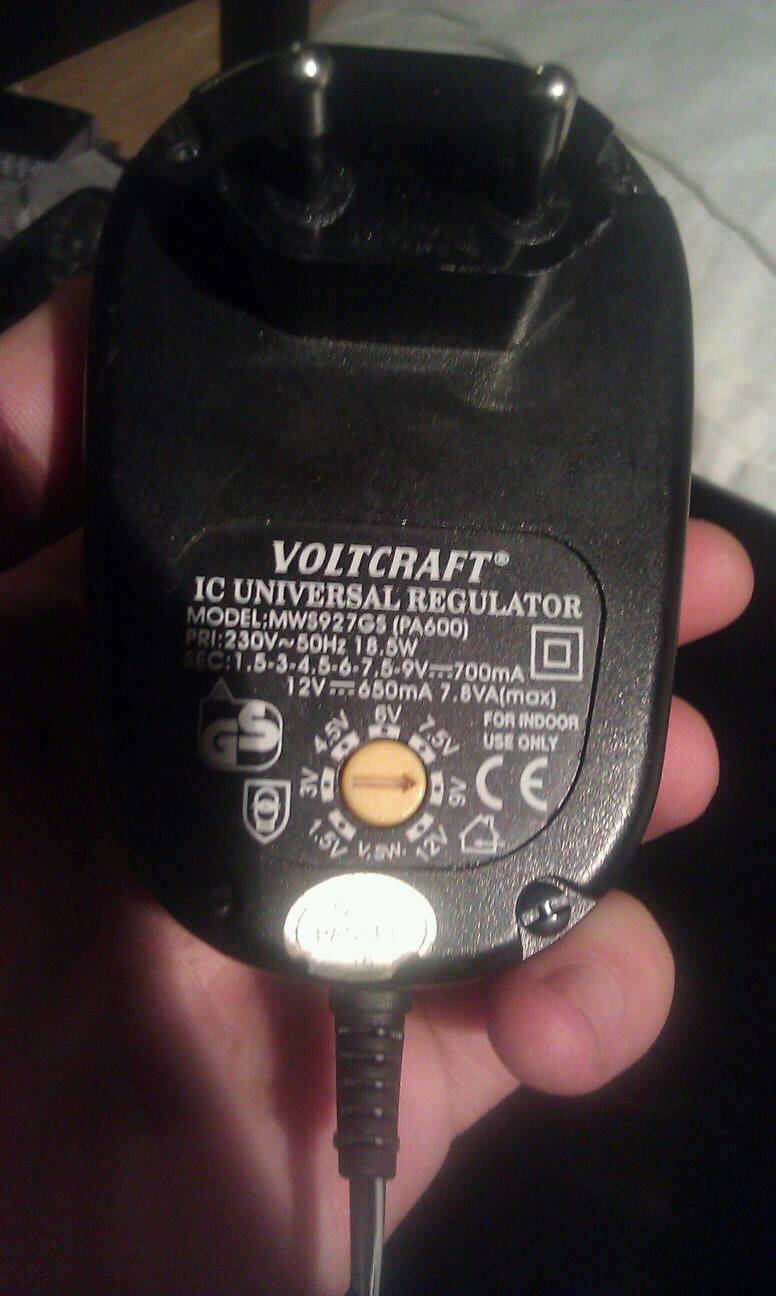 VOLTCRAFT®
IC UNIVERSAL REGULATOR
MODEL:MW5927GS (PA600)
PRI:230V~50Hz 18.5W
SEC:1.5-3-4.5-6-7.5-9V⎓700mA
12V⎓650mA 7.8VA(max)
GS
FOR INDOOR
USE ONLY
CE
1.5V 3V 4.5V 6V 7.5V 9V 12V
V.SW.
PASSED